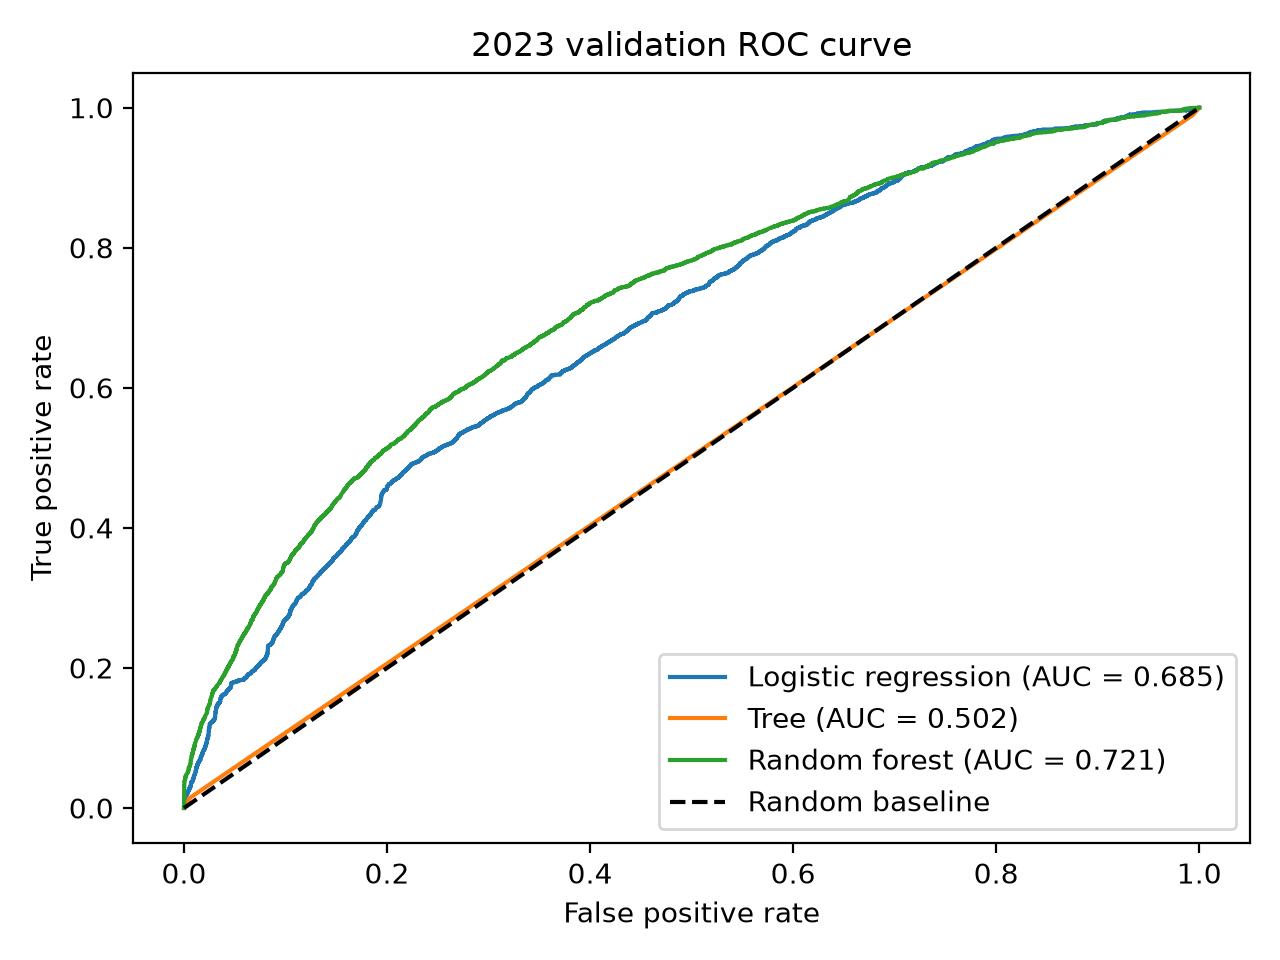 2023 validation ROC curve
1.0
0.8
0.6
0.4
0.2
0.0
True positive rate
Logistic regression (AUC = 0.685)
Tree (AUC = 0.502)
Random forest (AUC = 0.721)
Random baseline
0.0 0.2 0.4 0.6 0.8 1.0
False positive rate